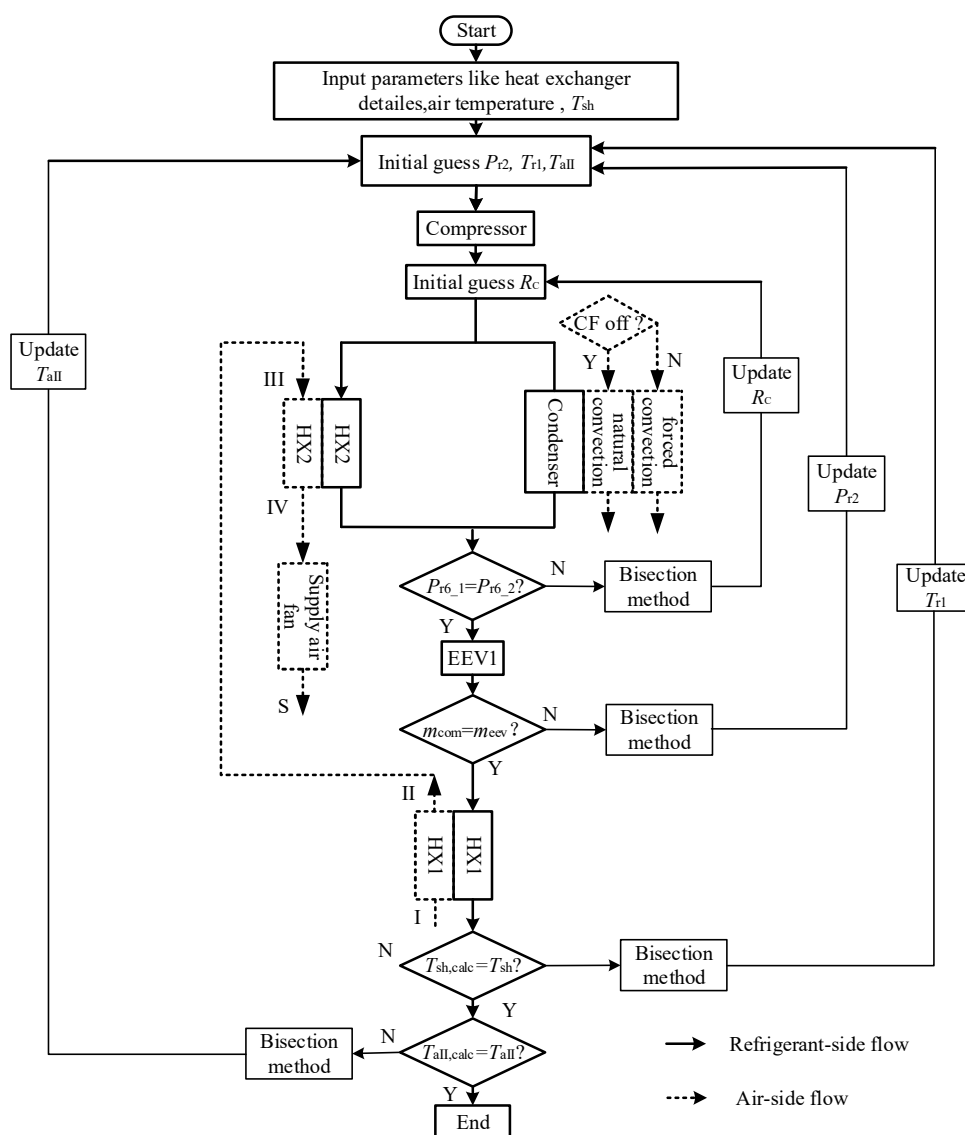 Start
Input parameters like heat exchanger
detailes,air temperature , Tsh
Initial guess Pr2, Tr1,TaII
Compressor
Initial guess RC
CF off ?
Y
N
Update
TaII
III
HX2
HX2
Condenser
natural
convection
forced
convection
Update
RC
Update
Pr2
IV
Supply air
fan
S
Pr6_1=Pr6_2?
N
Bisection
method
Update
Tr1
Y
EEV1
mcom=meev?
N
Bisection
method
Y
II
HX1
HX1
I
N
Tsh,calc=Tsh?
Bisection
method
Y
Bisection
method
N
TaII,calc=TaII?
Y
End
Refrigerant-side flow
Air-side flow